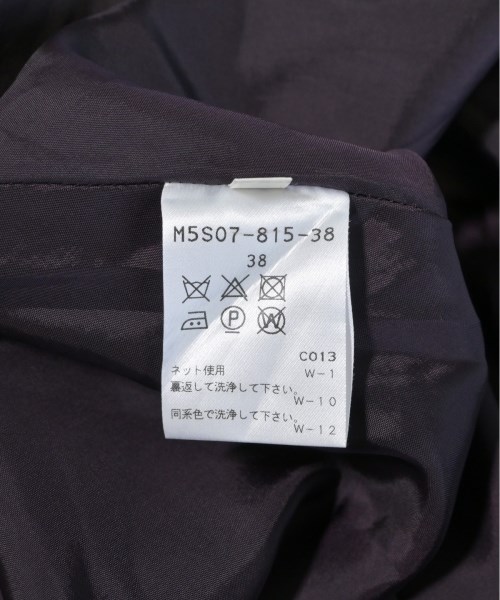 M5S07-815-38
38
P W
C013
ネット使用 W-1
裏返して洗浄して下さい。
W-10
同系色で洗浄して下さい。
W-12